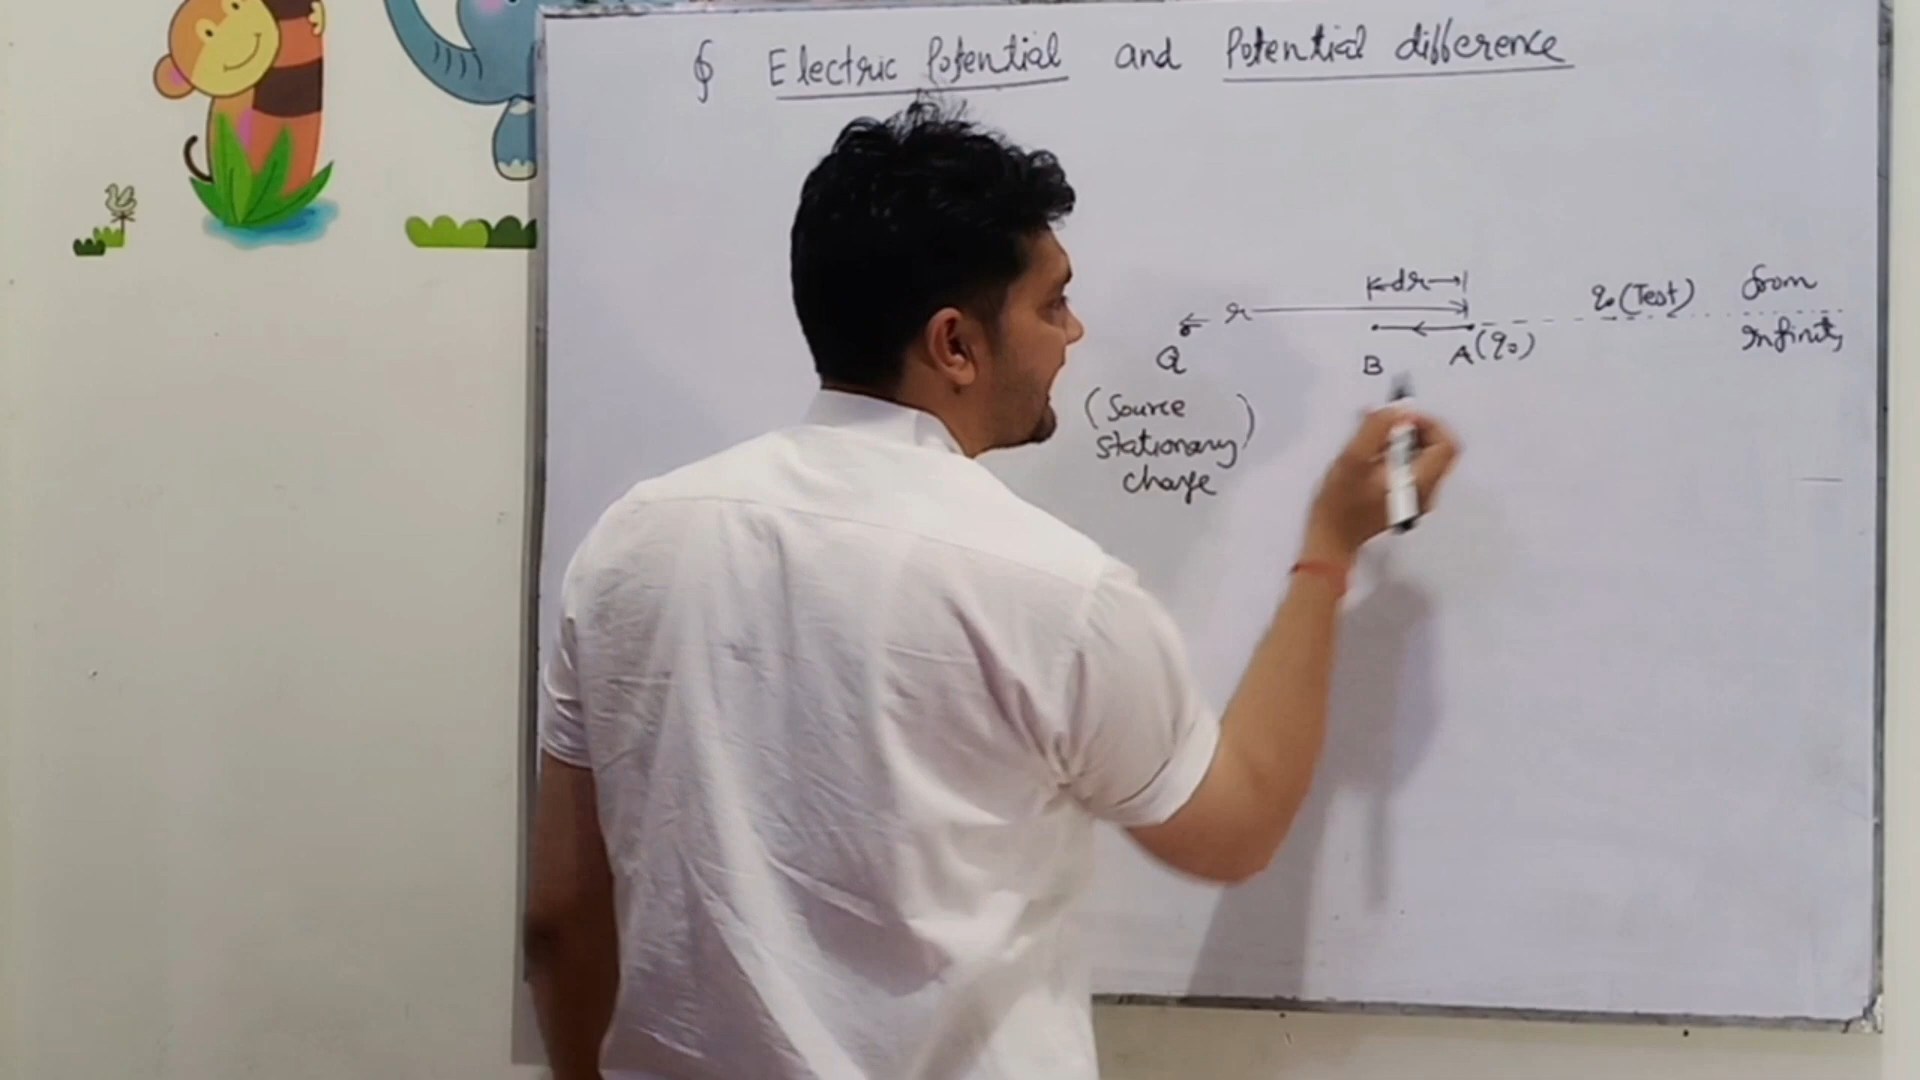 ∮ Electric Potential and Potential difference
dr
r
q₀(Test) from
Infinity
Q B A(q₀)
(Source
stationary)
charge